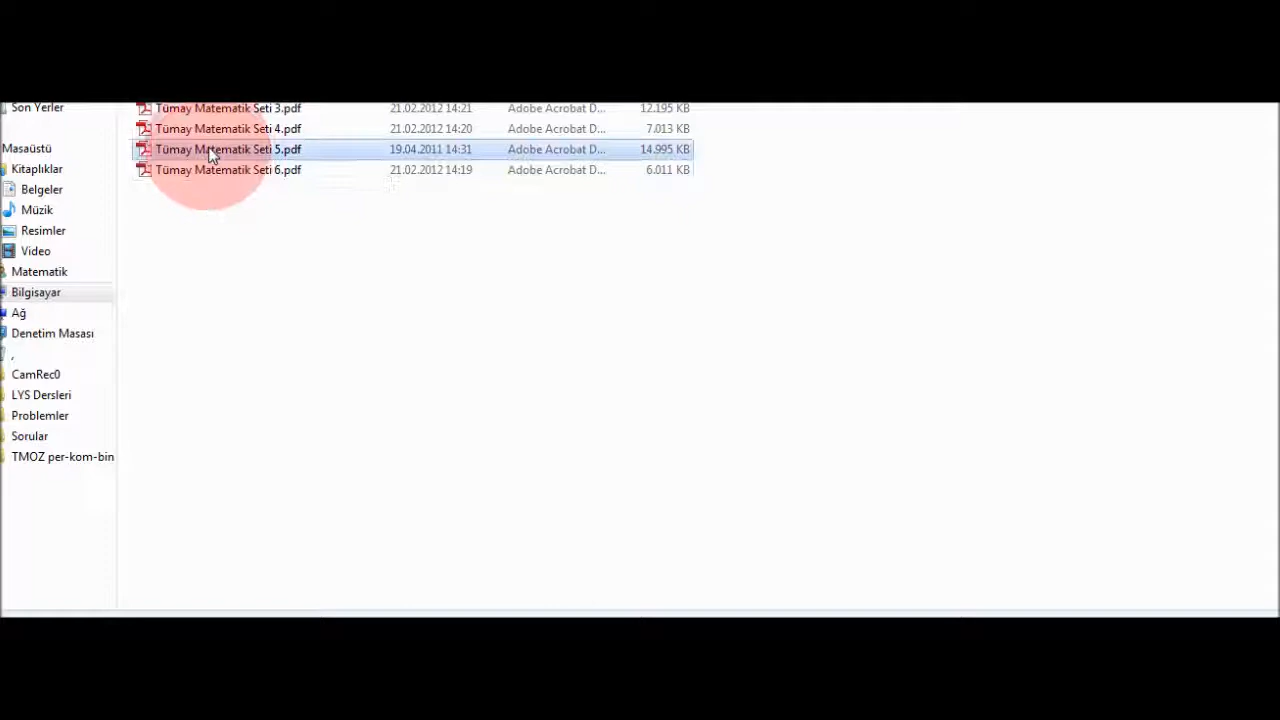 Son Yerler
Masaüstü
Kitaplıklar
Belgeler
Müzik
Resimler
Video
Matematik
Bilgisayar
Ağ
Denetim Masası
,
CamRec0
LYS Dersleri
Problemler
Sorular
TMOZ per-kom-bin
Tümay Matematik Seti 3.pdf 21.02.2012 14:21 Adobe Acrobat D... 12.195 KB
Tümay Matematik Seti 4.pdf 21.02.2012 14:20 Adobe Acrobat D... 7.013 KB
Tümay Matematik Seti 5.pdf 19.04.2011 14:31 Adobe Acrobat D... 14.995 KB
Tümay Matematik Seti 6.pdf 21.02.2012 14:19 Adobe Acrobat D... 6.011 KB